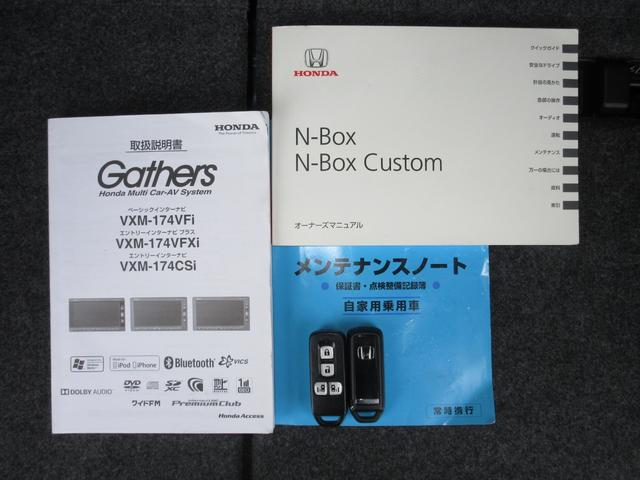 HONDA
The Power of Dreams
取扱説明書
Gathers
Honda Multi Car-AV System
ベーシックインターナビ
VXM-174VFi
エントリーインターナビ プラス
VXM-174VFXi
エントリーインターナビ
VXM-174CSi
iPod iPhone
Bluetooth
VICS
DOLBY AUDIO
DVD
SD XC
ワイドFM
Premium Club
Honda Access
HONDA
N-Box
N-Box Custom
オーナーズマニュアル
クイックガイド
安全なドライブ
計器の見かた
各部の操作
オーディオ
運転
メンテナンス
万一の場合には
資料
索引
メンテナンスノート
保証書・点検整備記録簿
自家用乗用車
常時携行